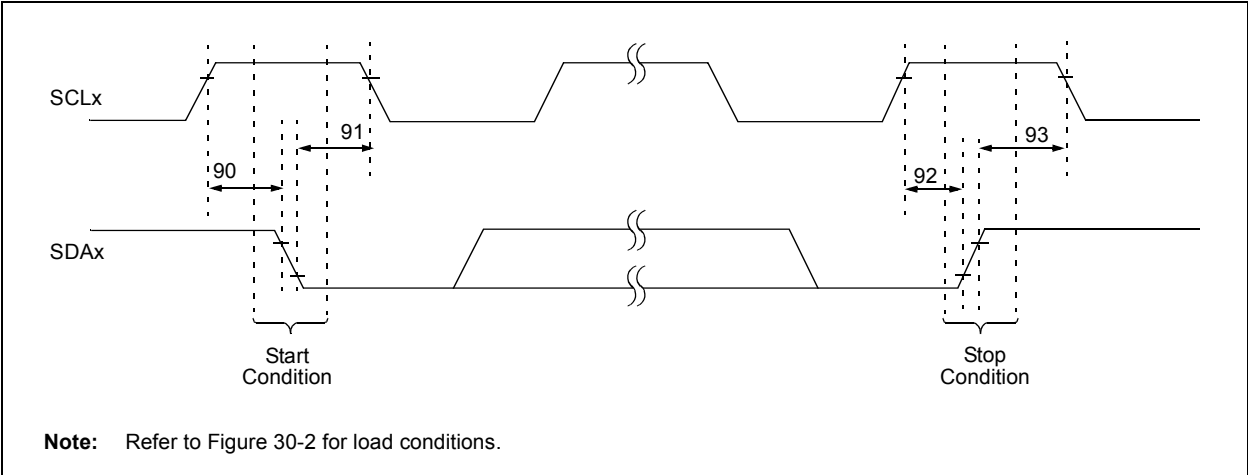 SCLx
91
93
90
92
SDAx
Start
Condition
Stop
Condition
Note: Refer to Figure 30-2 for load conditions.